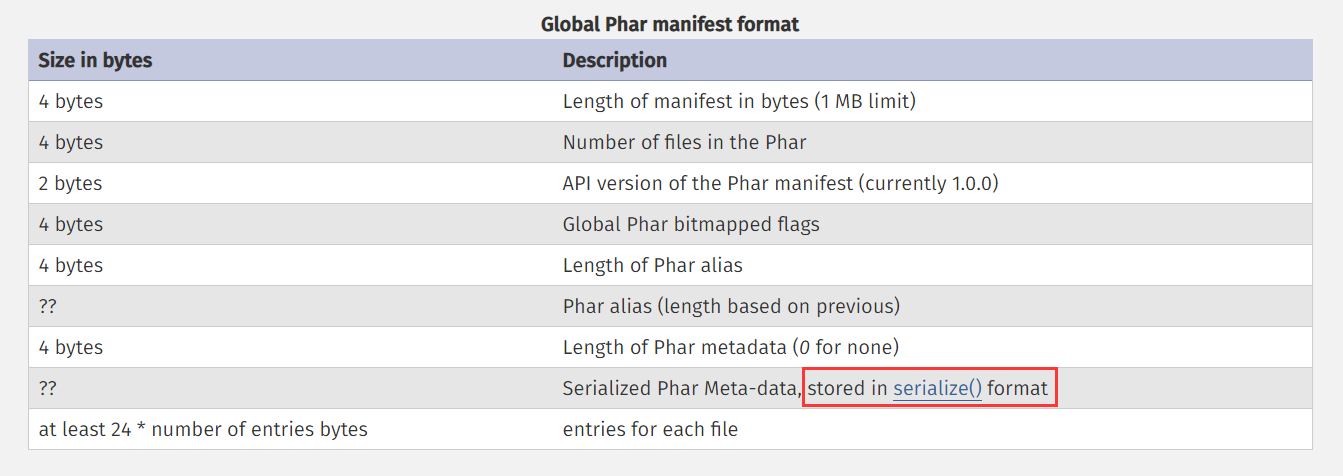 Global Phar manifest format
Size in bytes Description
4 bytes Length of manifest in bytes (1 MB limit)
4 bytes Number of files in the Phar
2 bytes API version of the Phar manifest (currently 1.0.0)
4 bytes Global Phar bitmapped flags
4 bytes Length of Phar alias
?? Phar alias (length based on previous)
4 bytes Length of Phar metadata (0 for none)
?? Serialized Phar Meta-data, stored in serialize() format
at least 24 * number of entries bytes entries for each file